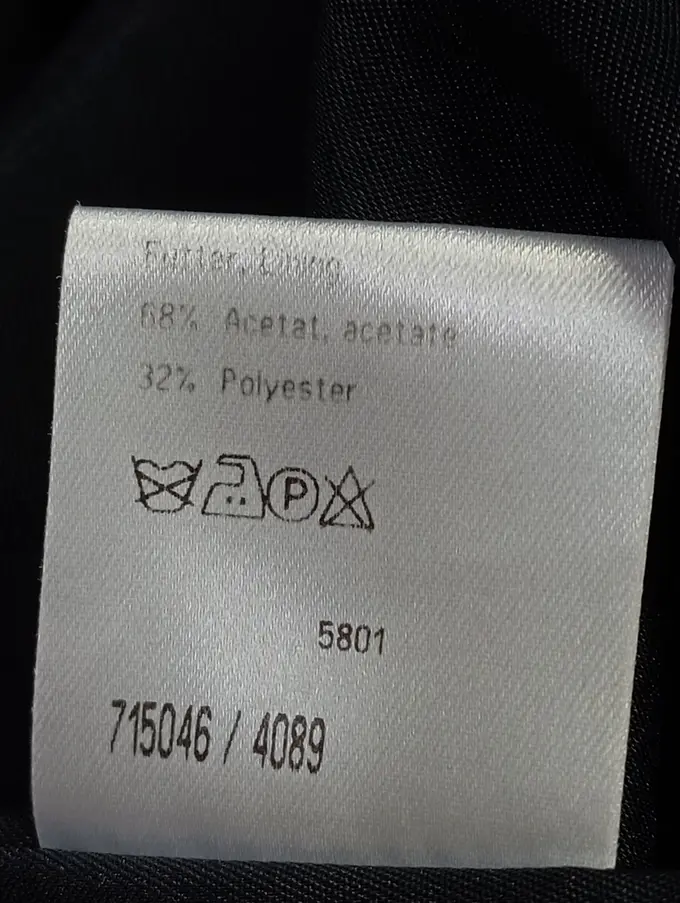 Futter, Lining
68% Acetat, acetate
32% Polyester
P
5801
715046 / 4089